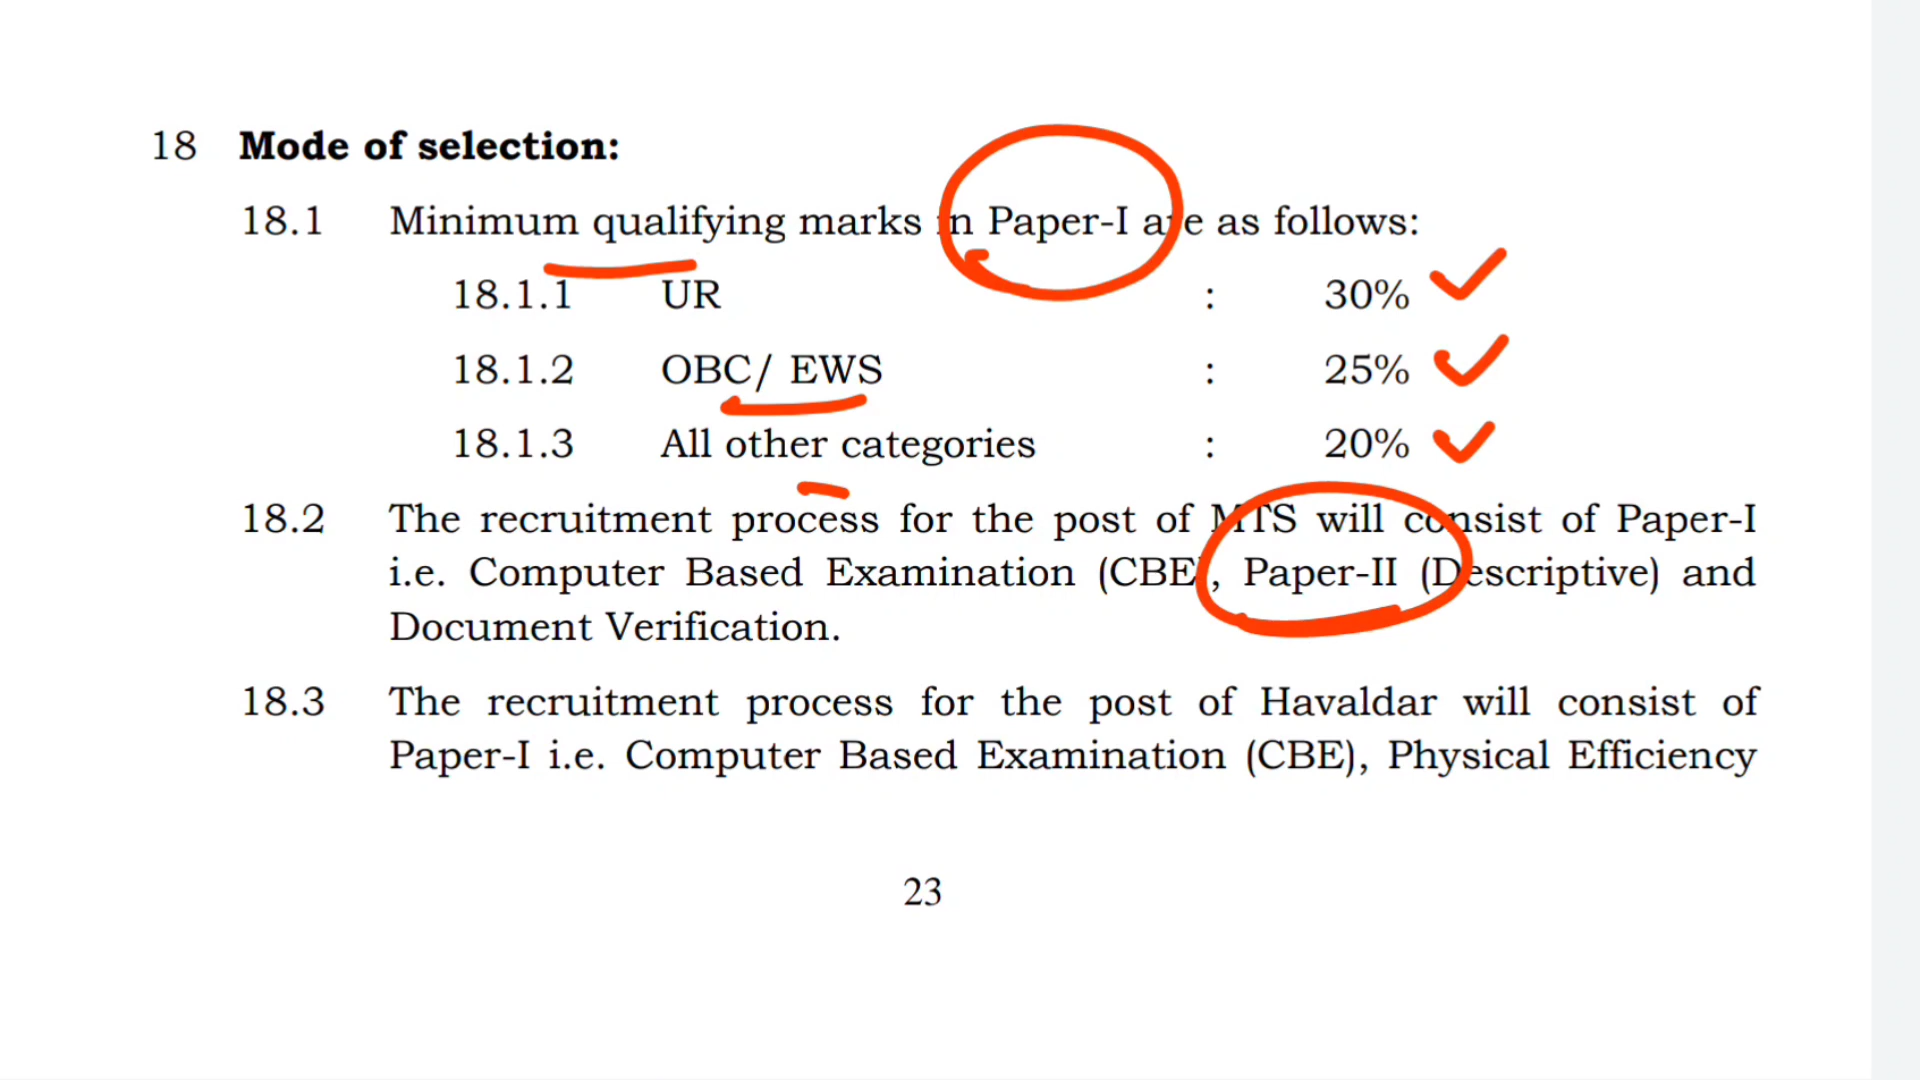 18 Mode of selection:
18.1 Minimum qualifying marks in Paper-I are as follows:
18.1.1 UR : 30%
18.1.2 OBC/ EWS : 25%
18.1.3 All other categories : 20%
18.2 The recruitment process for the post of MTS will consist of Paper-I
i.e. Computer Based Examination (CBE), Paper-II (Descriptive) and
Document Verification.
18.3 The recruitment process for the post of Havaldar will consist of
Paper-I i.e. Computer Based Examination (CBE), Physical Efficiency
23